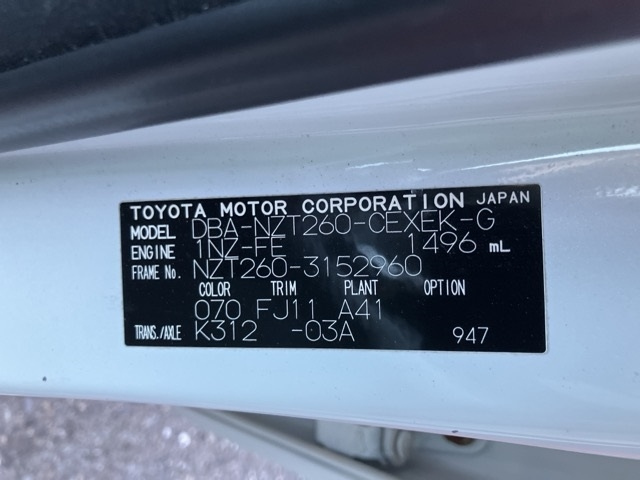 TOYOTA MOTOR CORPORATION JAPAN
MODEL DBA-NZT260-CEXEK-G
ENGINE 1NZ-FE 1496 mL
FRAME No. NZT260-3152960
COLOR TRIM PLANT OPTION
070 FJ11 A41
TRANS./AXLE K312 -03A 947